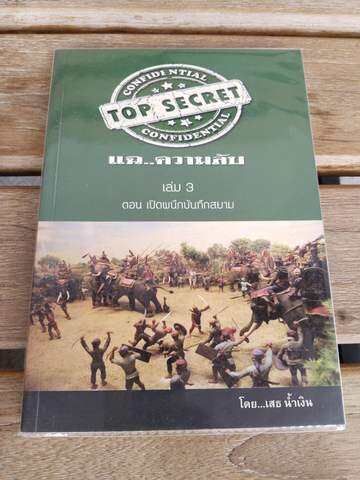 CONFIDENTIAL
TOP SECRET
CONFIDENTIAL
แฉ..ความลับ
เล่ม 3
ตอน เปิดผนึกบันทึกสยาม
โดย...เสธ น้ำเงิน